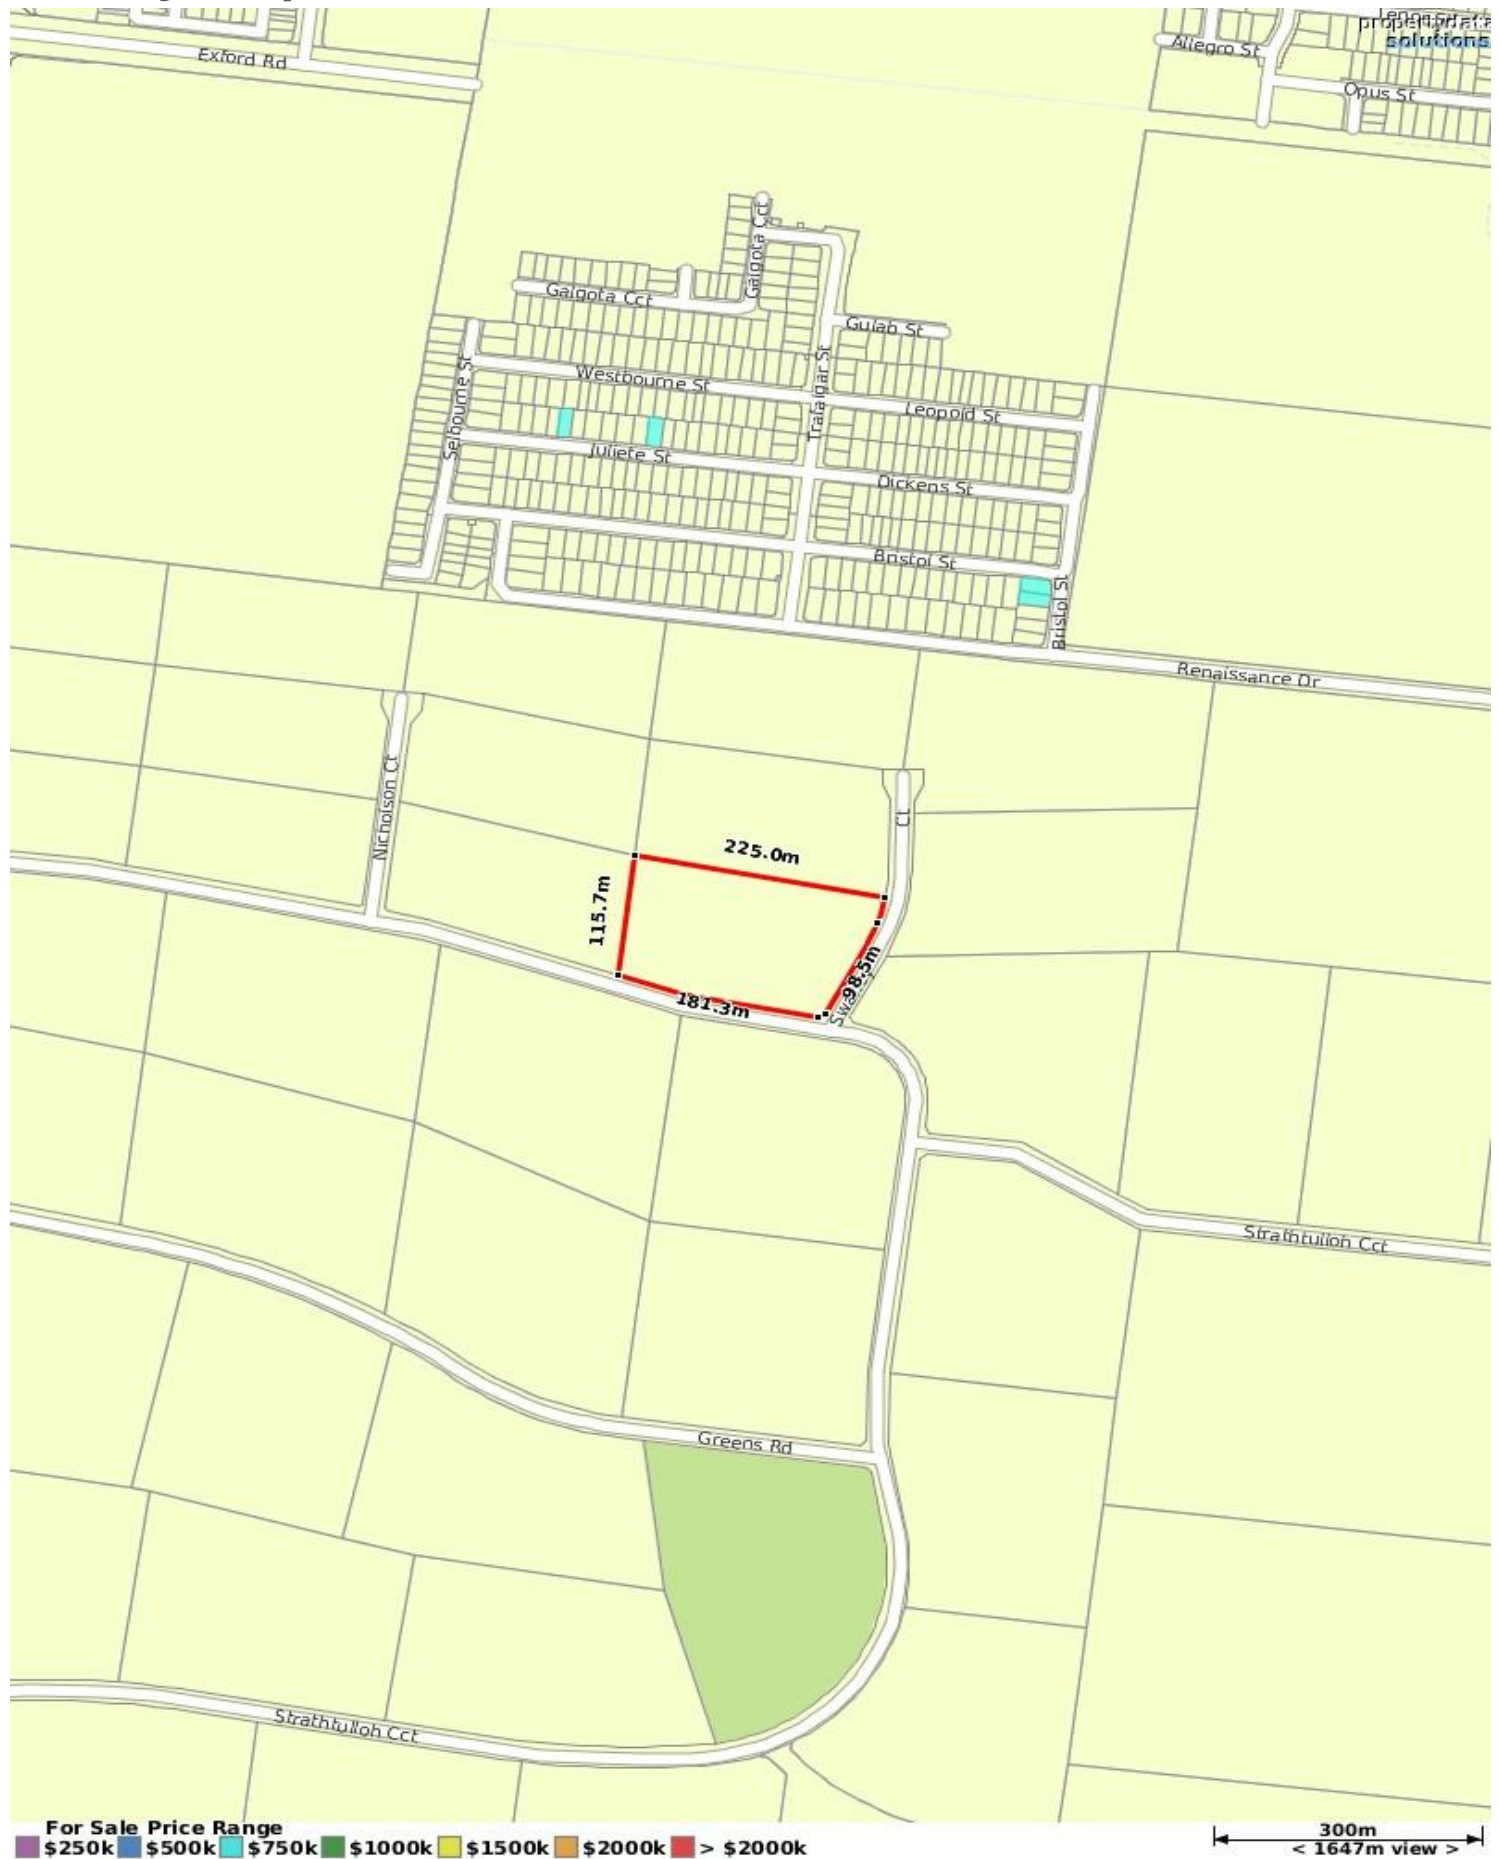 property data
solutions
Exford Rd
Allegro St
Opus St
Galgota Cct
Galgota Cct
Gulab St
Westbourne St
Selbourne St
Trafalgar St
Leopold St
Juliete St
Dickens St
Bristol St
Bristol St
Renaissance Dr
Nicholson Ct
Ct
225.0m
115.7m
98.5m
181.3m
Strathtulloh Cct
Greens Rd
Strathtulloh Cct
For Sale Price Range
$250k $500k $750k $1000k $1500k $2000k > $2000k
300m
< 1647m view >